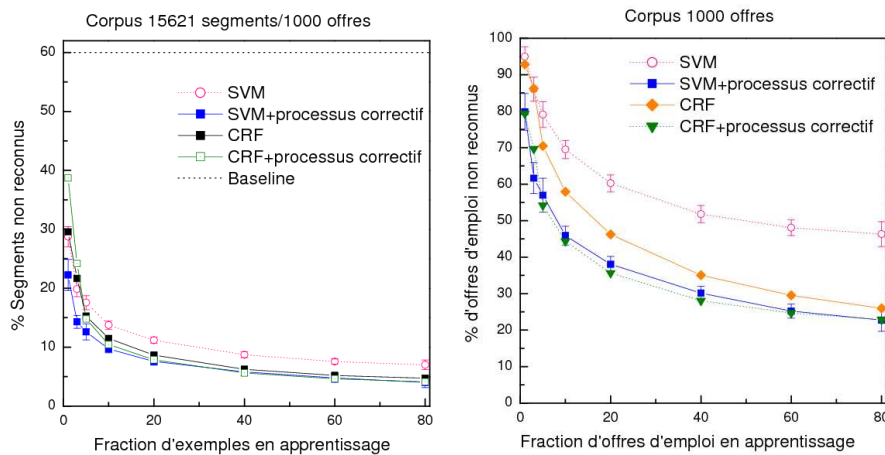 Corpus 15621 segments/1000 offres
60
50
40
30
20
10
0
% Segments non reconnus
SVM
SVM+processus correctif
CRF
CRF+processus correctif
Baseline
0 20 40 60 80
Fraction d'exemples en apprentissage
Corpus 1000 offres
100
90
80
70
60
50
40
30
20
10
0
% d'offres d'emploi non reconnus
SVM
SVM+processus correctif
CRF
CRF+processus correctif
0 20 40 60 80
Fraction d'offres d'emploi en apprentissage